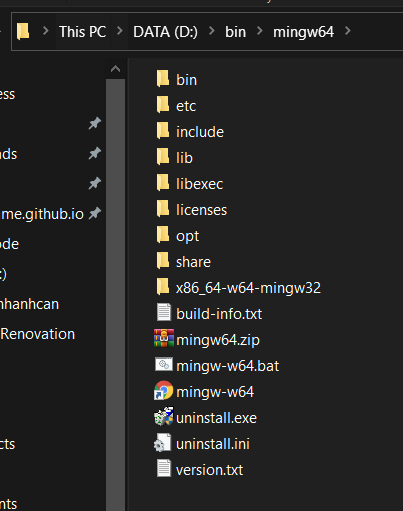 This PC > DATA (D:) > bin > mingw64 >
ess
nds
me.github.io
ode
:)
nhanhcan
Renovation
cts
nts
bin
etc
include
lib
libexec
licenses
opt
share
x86_64-w64-mingw32
build-info.txt
mingw64.zip
mingw-w64.bat
mingw-w64
uninstall.exe
uninstall.ini
version.txt